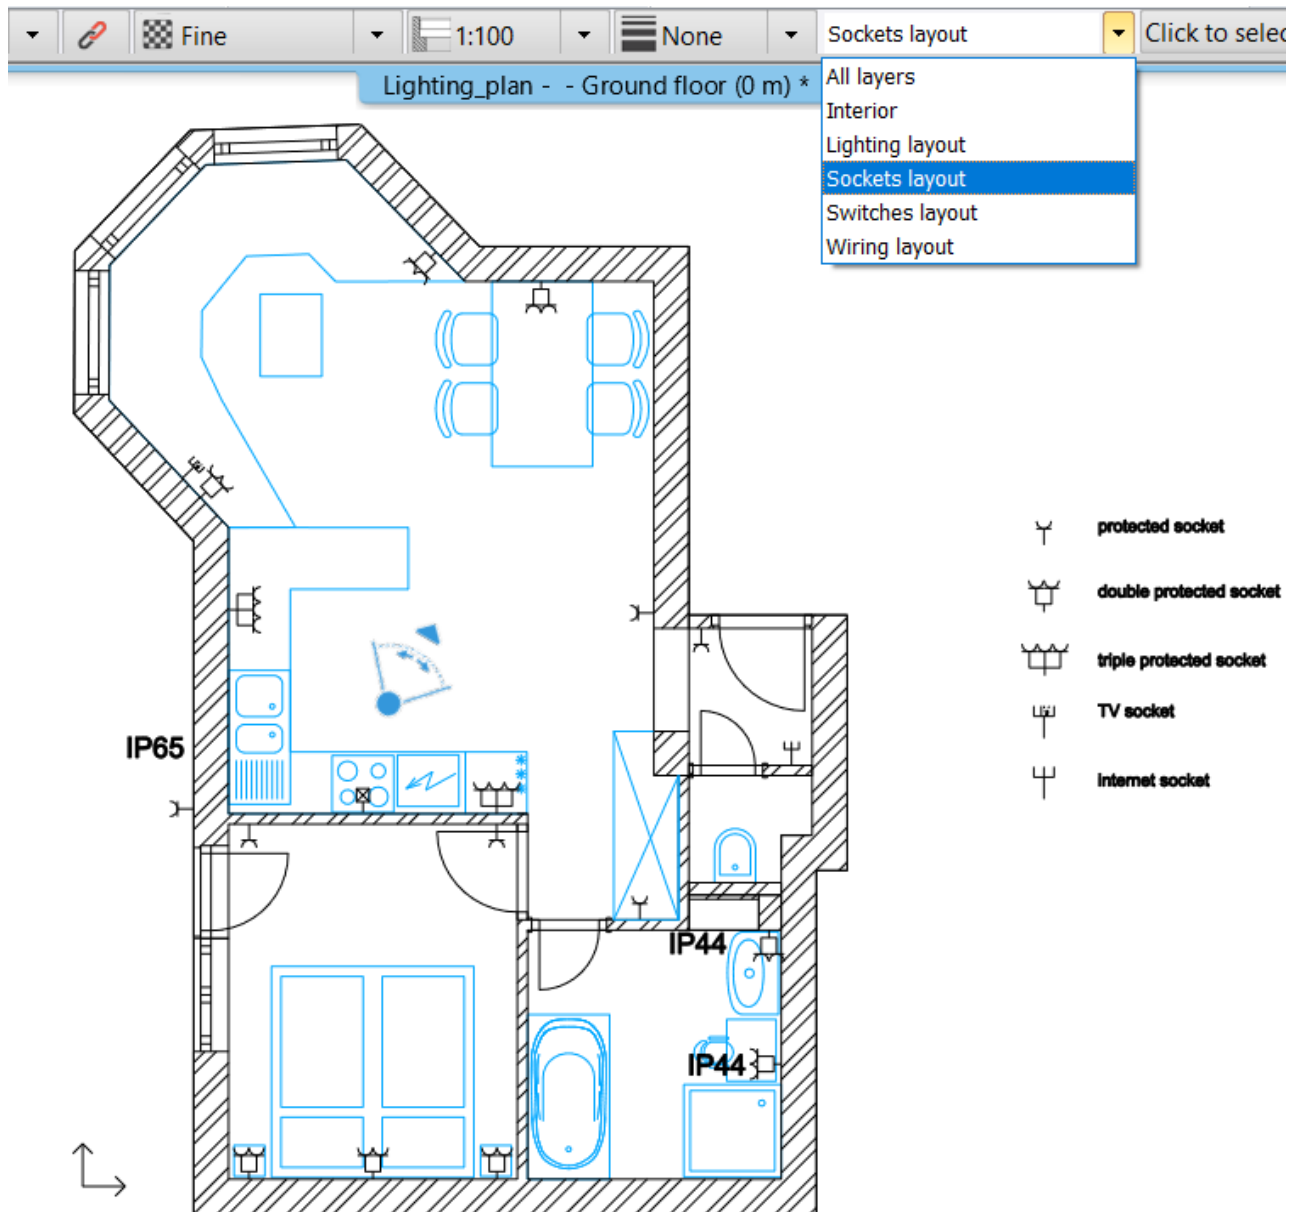 Fine
1:100
None
Sockets layout
Click to selec
Lighting_plan - - Ground floor (0 m) *
All layers
Interior
Lighting layout
Sockets layout
Switches layout
Wiring layout
protected socket
double protected socket
triple protected socket
TV socket
internet socket
IP65
IP44
IP44